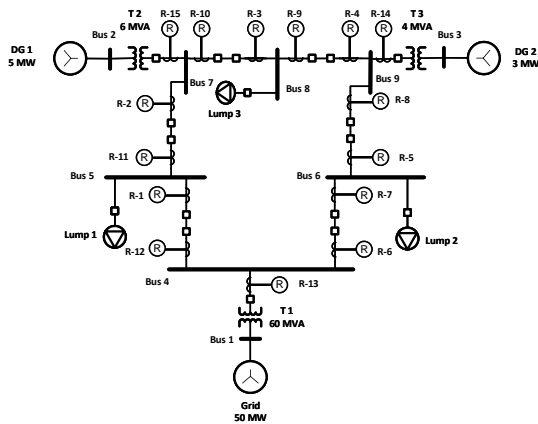 T 2
6 MVA
R-15
R-10
R-3
R-9
R-4
R-14
T 3
4 MVA
R
R
R
R
R
R
DG 1
5 MW
Bus 2
Bus 3
DG 2
3 MW
Bus 7
Bus 8
Bus 9
R-2
R
Lump 3
R
R-8
R-11
R
R
R-5
Bus 5
Bus 6
R-1
R
R
R-7
Lump 1
R-12
R
R
R-6
Lump 2
Bus 4
R
R-13
T 1
60 MVA
Bus 1
Grid
50 MW